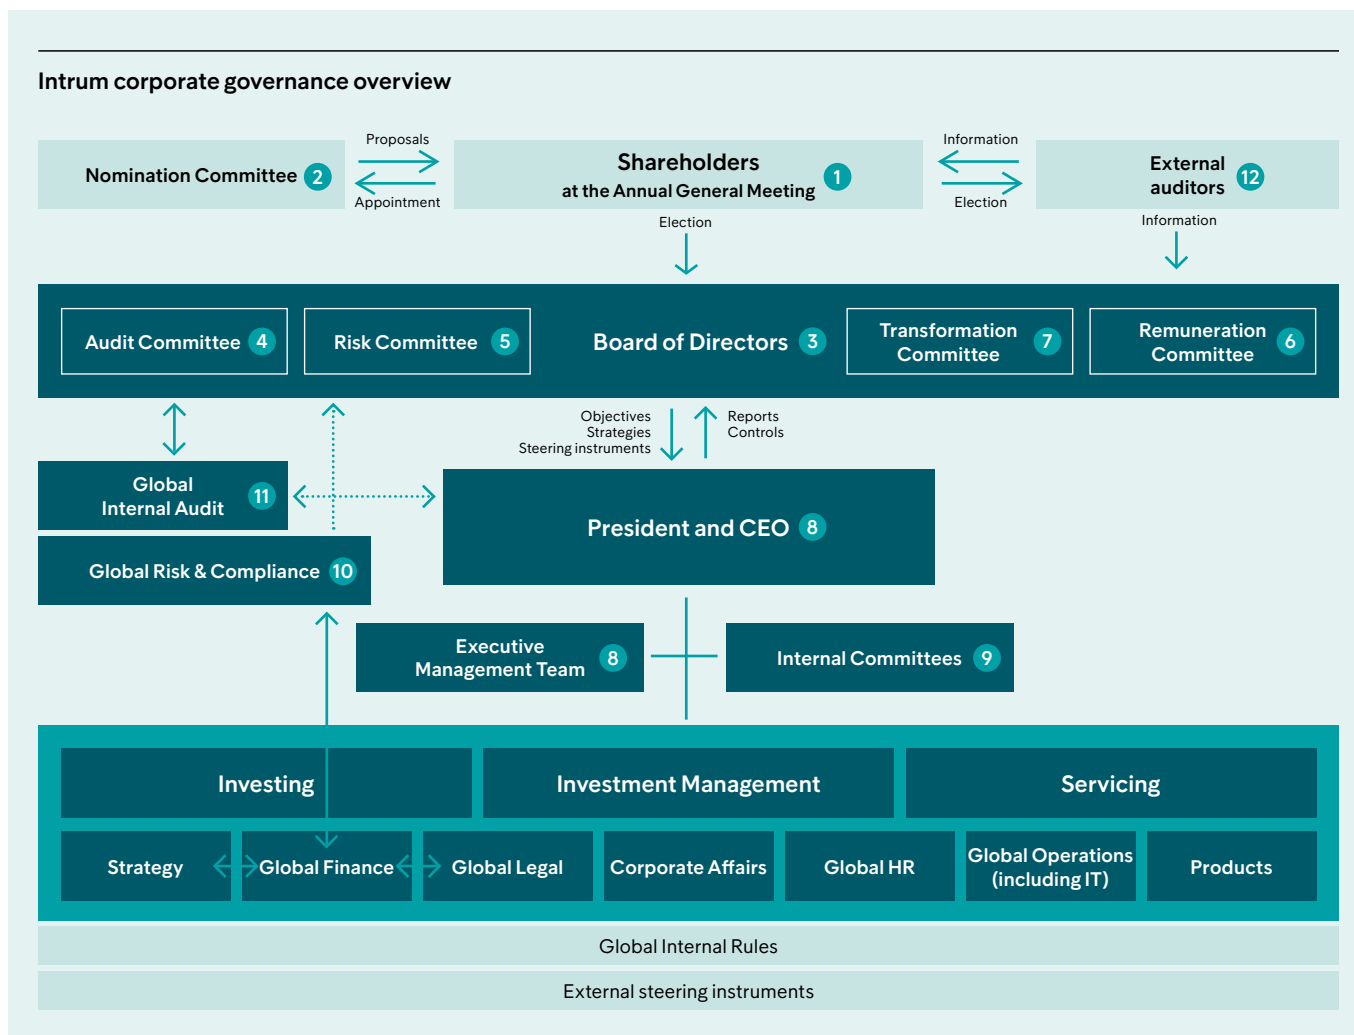 Intrum corporate governance overview
Proposals
Information
Nomination Committee 2
Shareholders
at the Annual General Meeting 1
External
auditors 12
Appointment
Election
Election
Information
Audit Committee 4
Risk Committee 5
Board of Directors 3
Transformation
Committee 7
Remuneration
Committee 6
Objectives
Strategies
Steering instruments
Reports
Controls
Global
Internal Audit 11
President and CEO 8
Global Risk & Compliance 10
Executive
Management Team 8
Internal Committees 9
Investing
Investment Management
Servicing
Strategy
Global Finance
Global Legal
Corporate Affairs
Global HR
Global Operations
(including IT)
Products
Global Internal Rules
External steering instruments